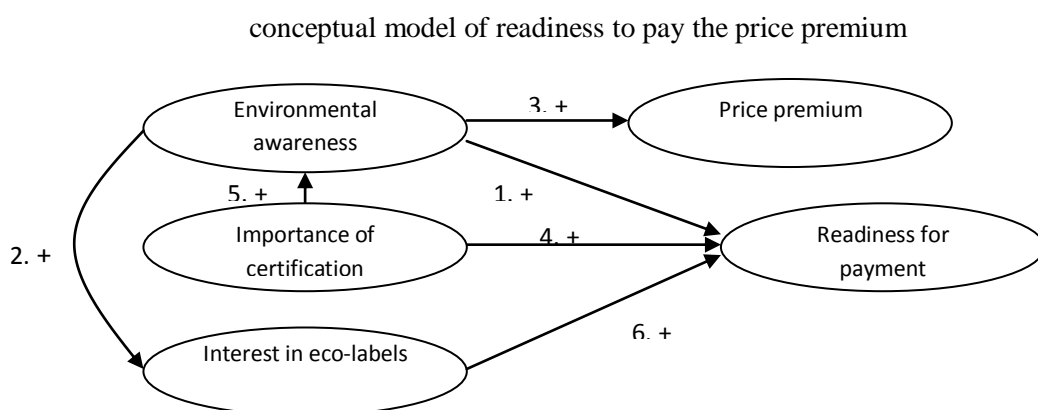 conceptual model of readiness to pay the price premium
Environmental
awareness
3. +
Price premium
5. +
1. +
2. +
Importance of
certification
4. +
Readiness for
payment
Interest in eco-labels
6. +